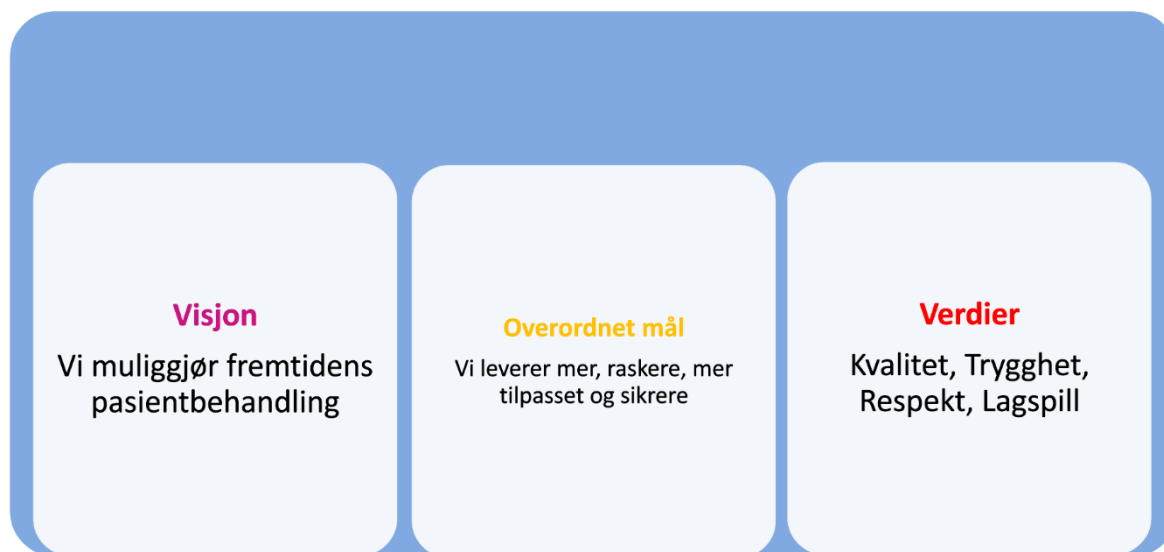 Visjon
Vi muliggjør fremtidens
pasientbehandling
Overordnet mål
Vi leverer mer, raskere, mer
tilpasset og sikrere
Verdier
Kvalitet, Trygghet,
Respekt, Lagspill